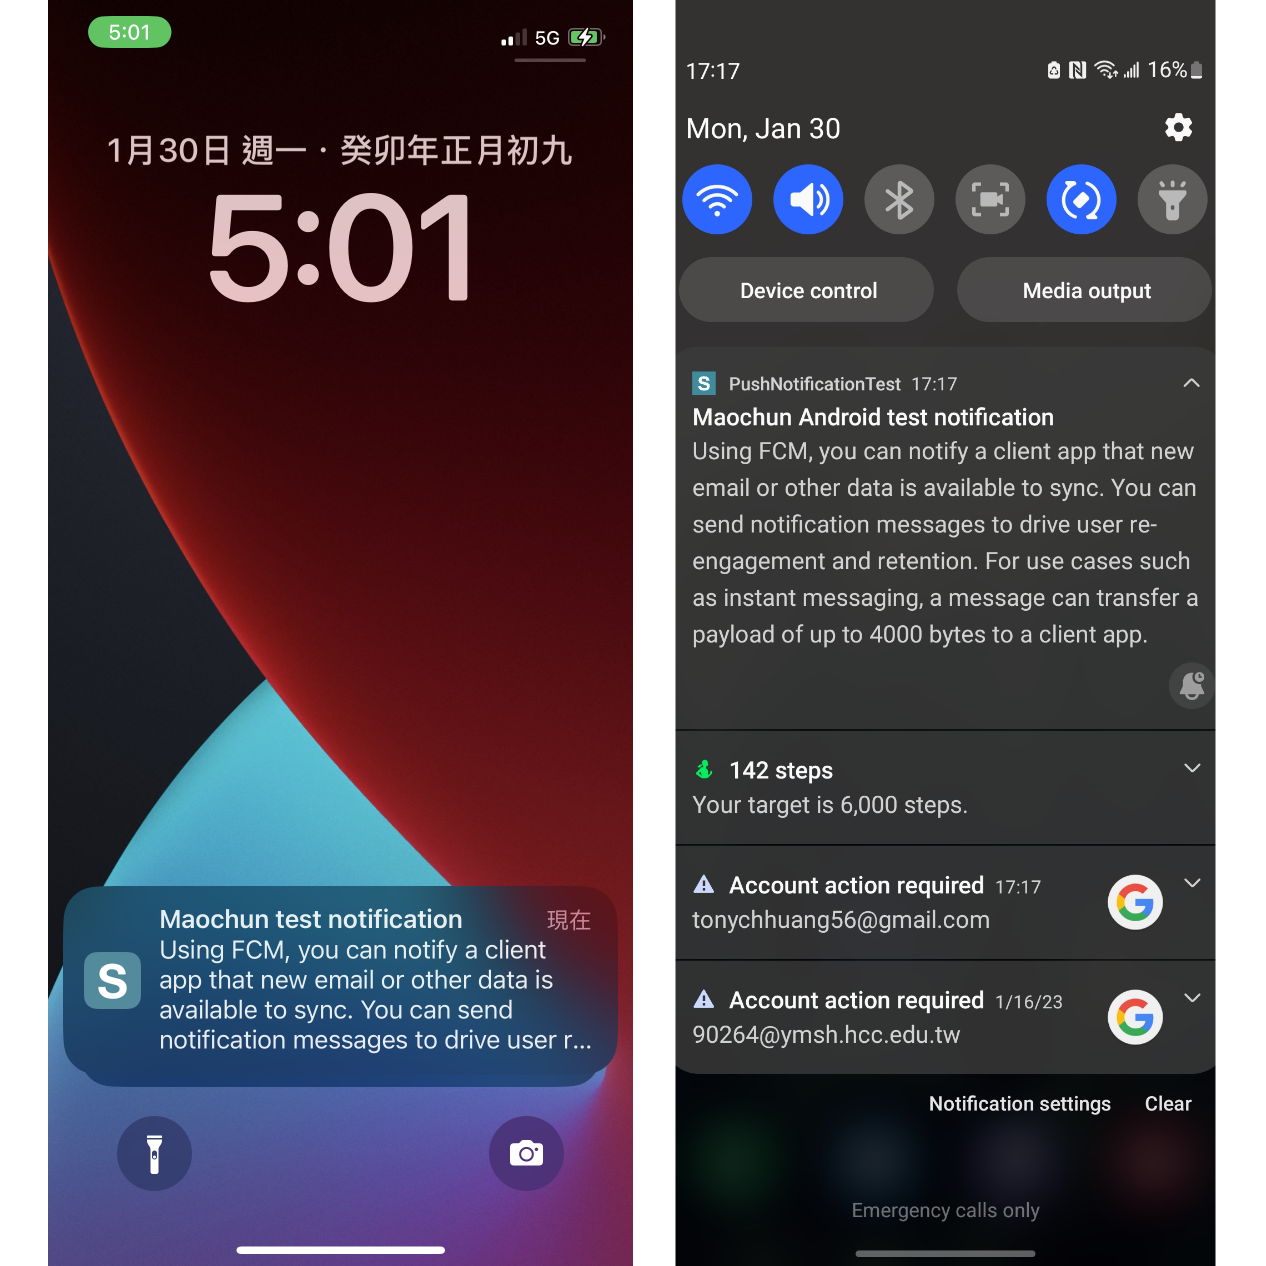 5:01
5G
1月30日 週一 · 癸卯年正月初九
5:01
Maochun test notification 現在
Using FCM, you can notify a client
app that new email or other data is
available to sync. You can send
notification messages to drive user r...
S
17:17
16%
Mon, Jan 30
Device control
Media output
S PushNotificationTest 17:17
Maochun Android test notification
Using FCM, you can notify a client app that new
email or other data is available to sync. You can
send notification messages to drive user re-
engagement and retention. For use cases such
as instant messaging, a message can transfer a
payload of up to 4000 bytes to a client app.
142 steps
Your target is 6,000 steps.
Account action required 17:17
tonychhuang56@gmail.com
G
Account action required 1/16/23
90264@ymsh.hcc.edu.tw
G
Notification settings Clear
Emergency calls only